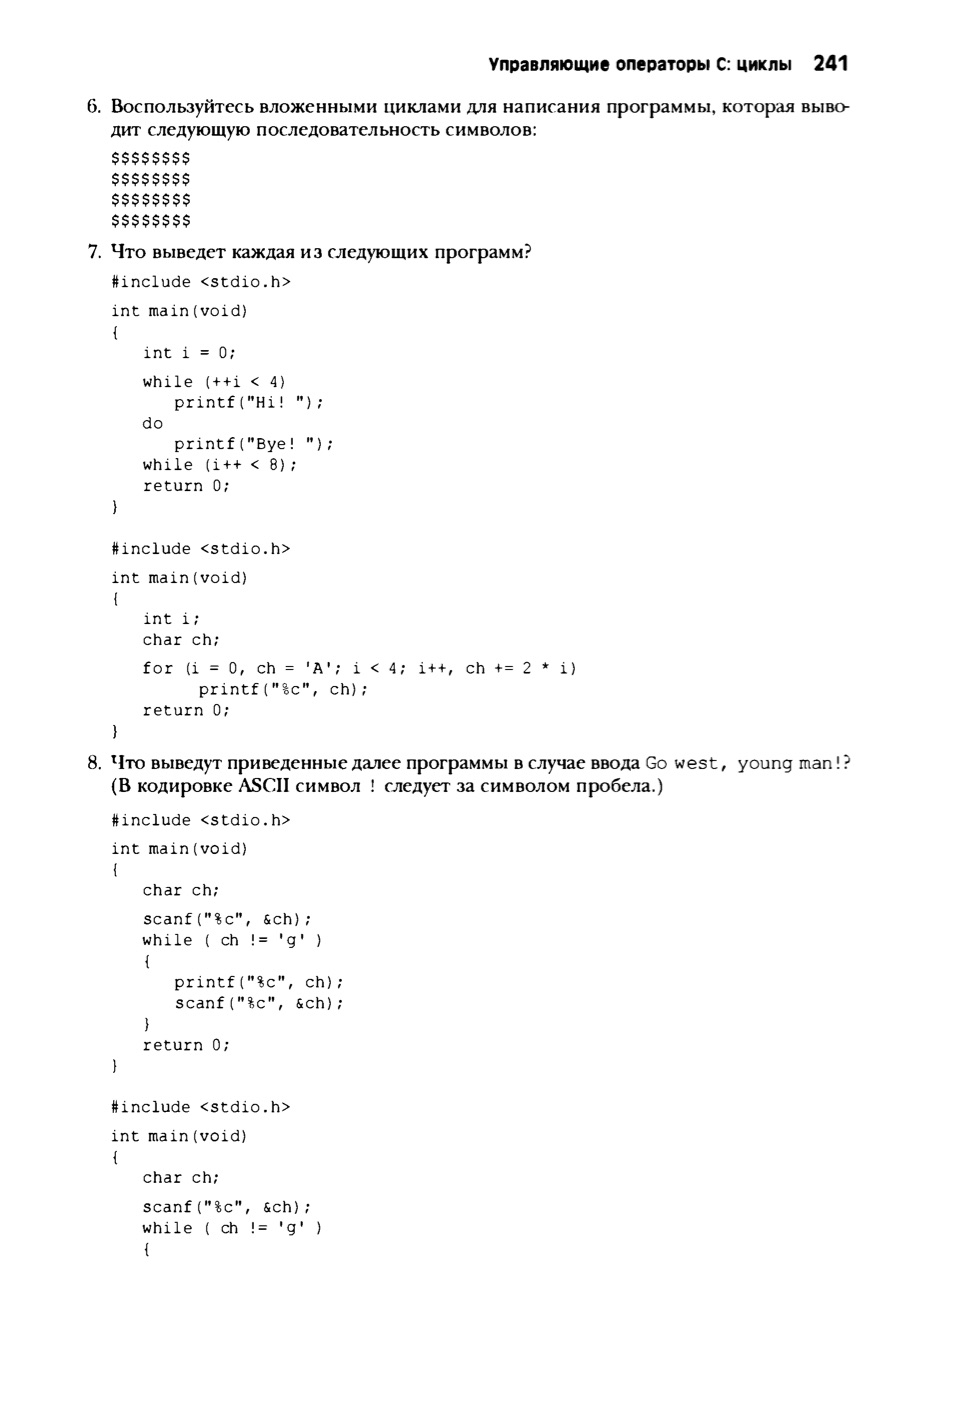 Управляющие операторы C: циклы 241
6. Воспользуйтесь вложенными циклами для написания программы, которая выво-
дит следующую последовательность символов:
$$$$$$$$
$$$$$$$$
$$$$$$$$
$$$$$$$$
7. Что выведет каждая из следующих программ?
#include <stdio.h>
int main(void)
{
int i = 0;
while (++i < 4)
printf("Hi! ");
do
printf("Bye! ");
while (i++ < 8);
return 0;
}
#include <stdio.h>
int main(void)
{
int i;
char ch;
for (i = 0, ch = 'A'; i < 4; i++, ch += 2 * i)
printf("%c", ch);
return 0;
}
8. Что выведут приведенные далее программы в случае ввода Go west, young man!?
(В кодировке ASCII символ ! следует за символом пробела.)
#include <stdio.h>
int main(void)
{
char ch;
scanf("%c", &ch);
while ( ch != 'g' )
{
printf("%c", ch);
scanf("%c", &ch);
}
return 0;
}
#include <stdio.h>
int main(void)
{
char ch;
scanf("%c", &ch);
while ( ch != 'g' )
{